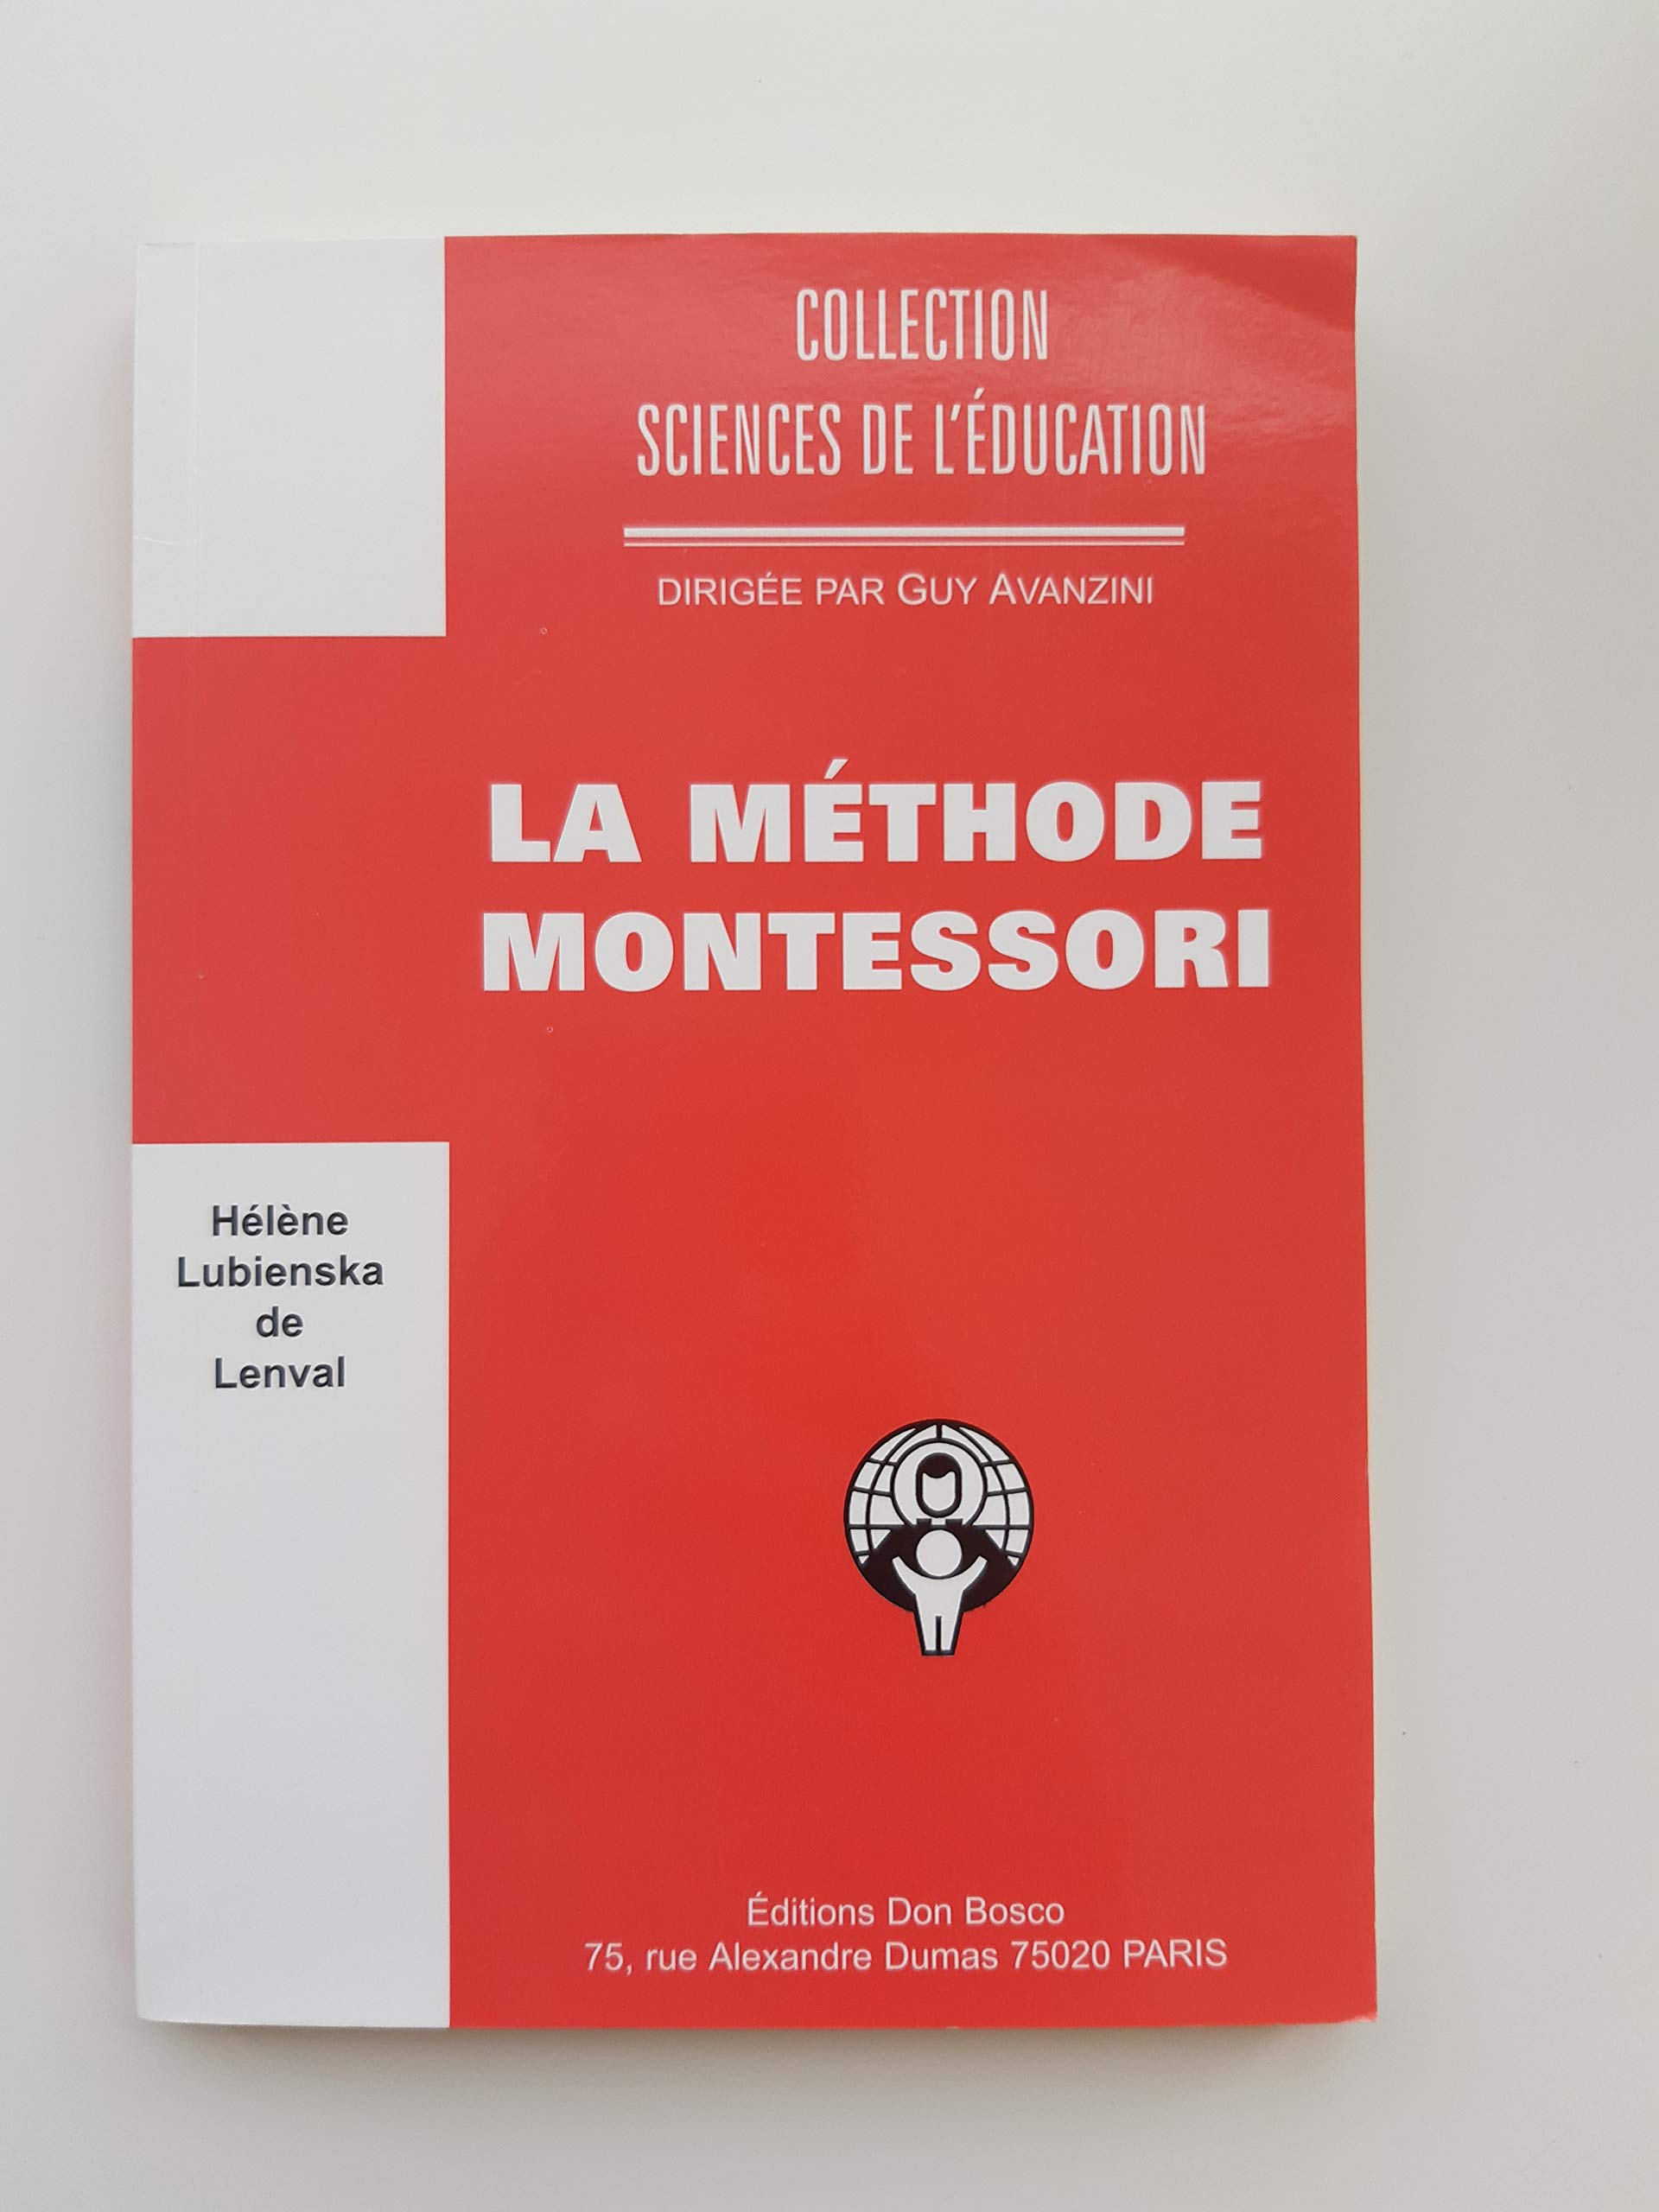 COLLECTION
SCIENCES DE L'ÉDUCATION
DIRIGÉE PAR GUY AVANZINI
LA MÉTHODE
MONTESSORI
Hélène
Lubienska
de
Lenval
Éditions Don Bosco
75, rue Alexandre Dumas 75020 PARIS